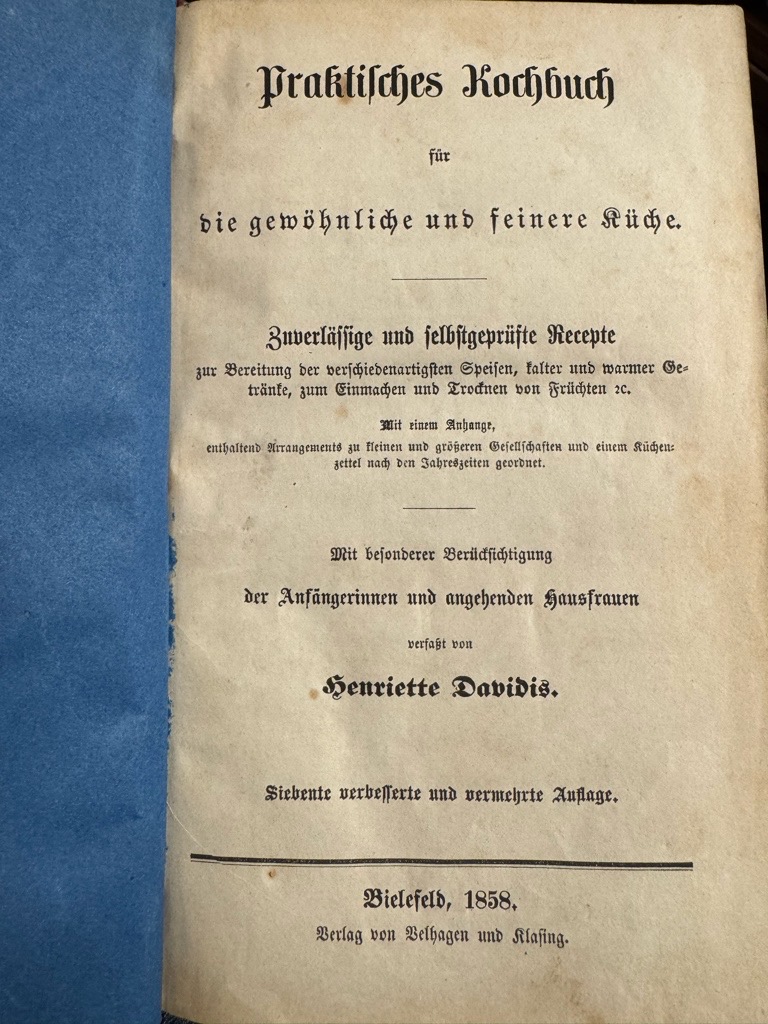 Praktisches Kochbuch
für
die gewöhnliche und feinere Küche.
Zuverlässige und selbstgeprüfte Recepte
zur Bereitung der verschiedenartigsten Speisen, kalter und warmer Ge-
tränke, zum Einmachen und Trocknen von Früchten ꝛc.
Mit einem Anhange,
enthaltend Arrangements zu kleinen und größeren Gesellschaften und einem Küchen-
zettel nach den Jahreszeiten geordnet.
Mit besonderer Berücksichtigung
der Anfängerinnen und angehenden Hausfrauen
verfaßt von
Henriette Davidis.
Siebente verbesserte und vermehrte Auflage.
Bielefeld, 1858.
Verlag von Velhagen und Klasing.